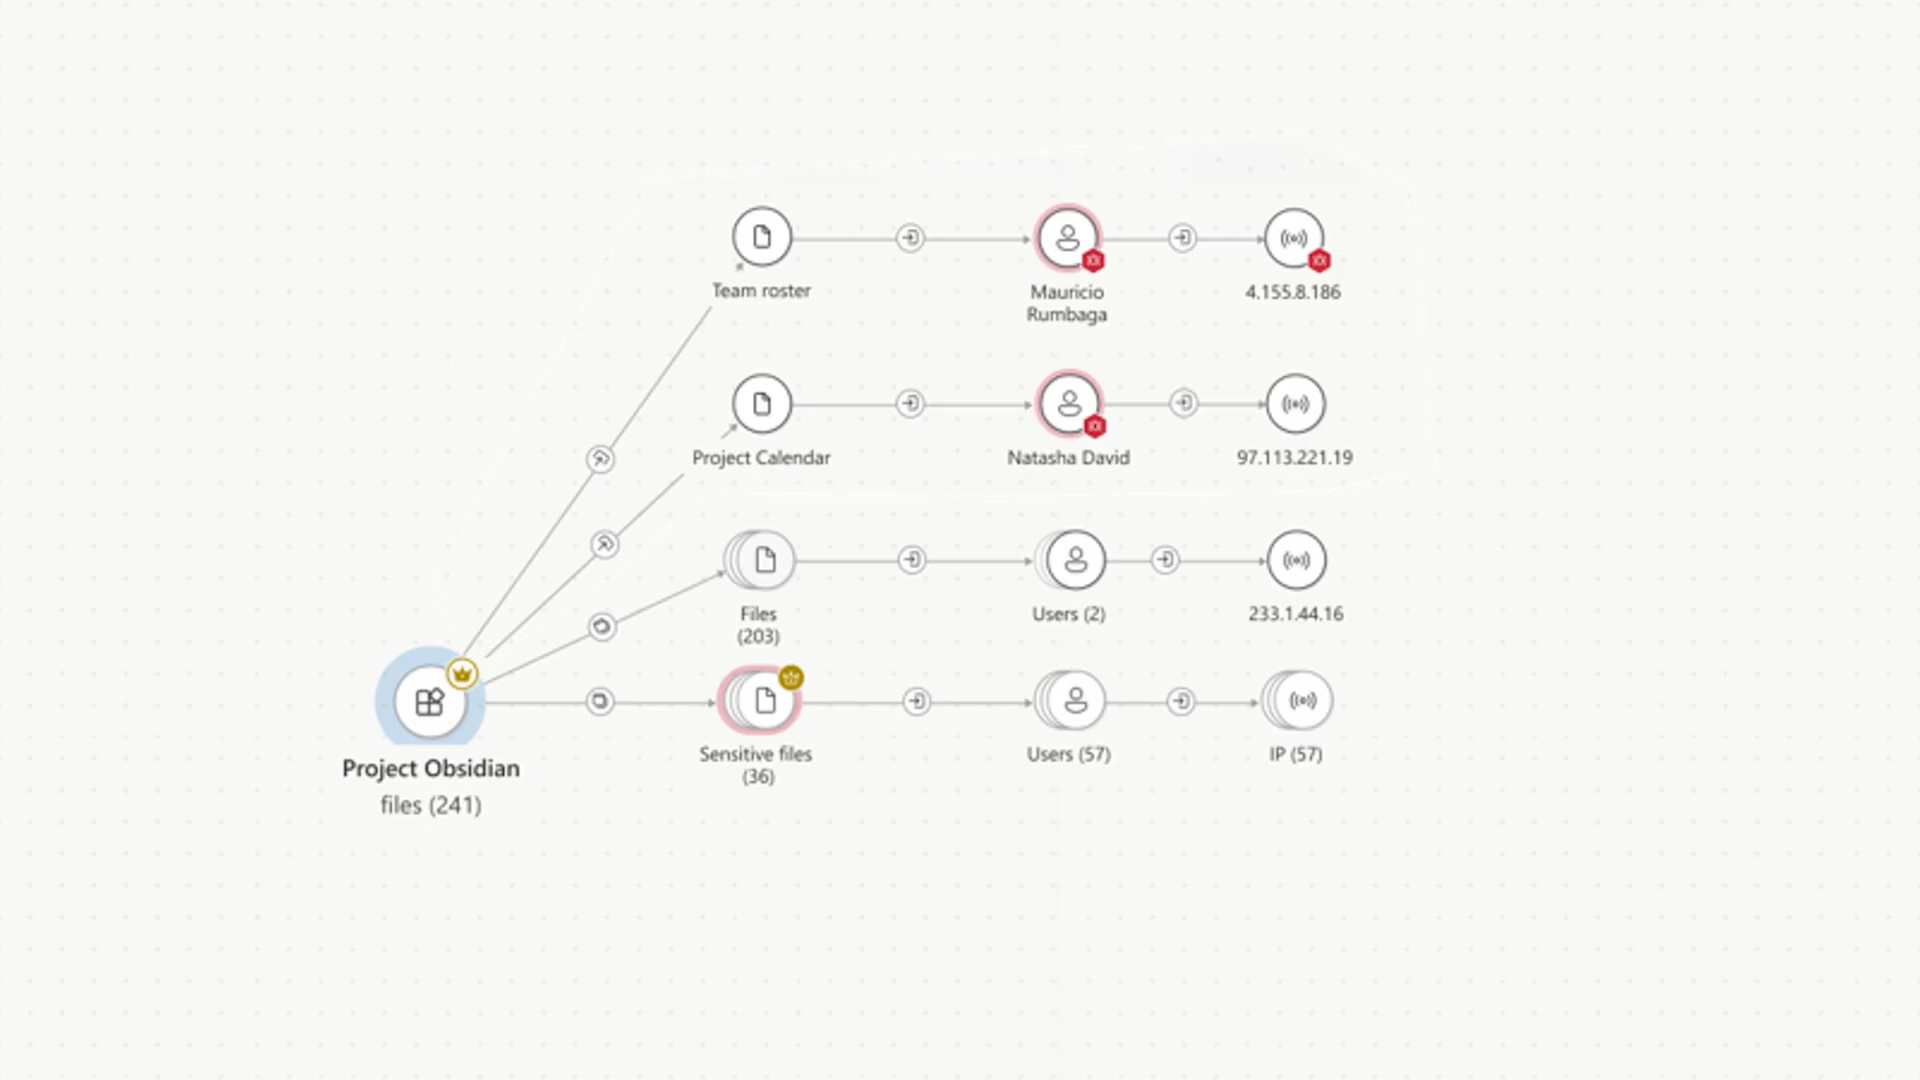 Team roster
Mauricio
Rumbaga
4.155.8.186
Project Calendar
Natasha David
97.113.221.19
Files
(203)
Users (2)
233.1.44.16
Sensitive files
(36)
Users (57)
IP (57)
Project Obsidian
files (241)